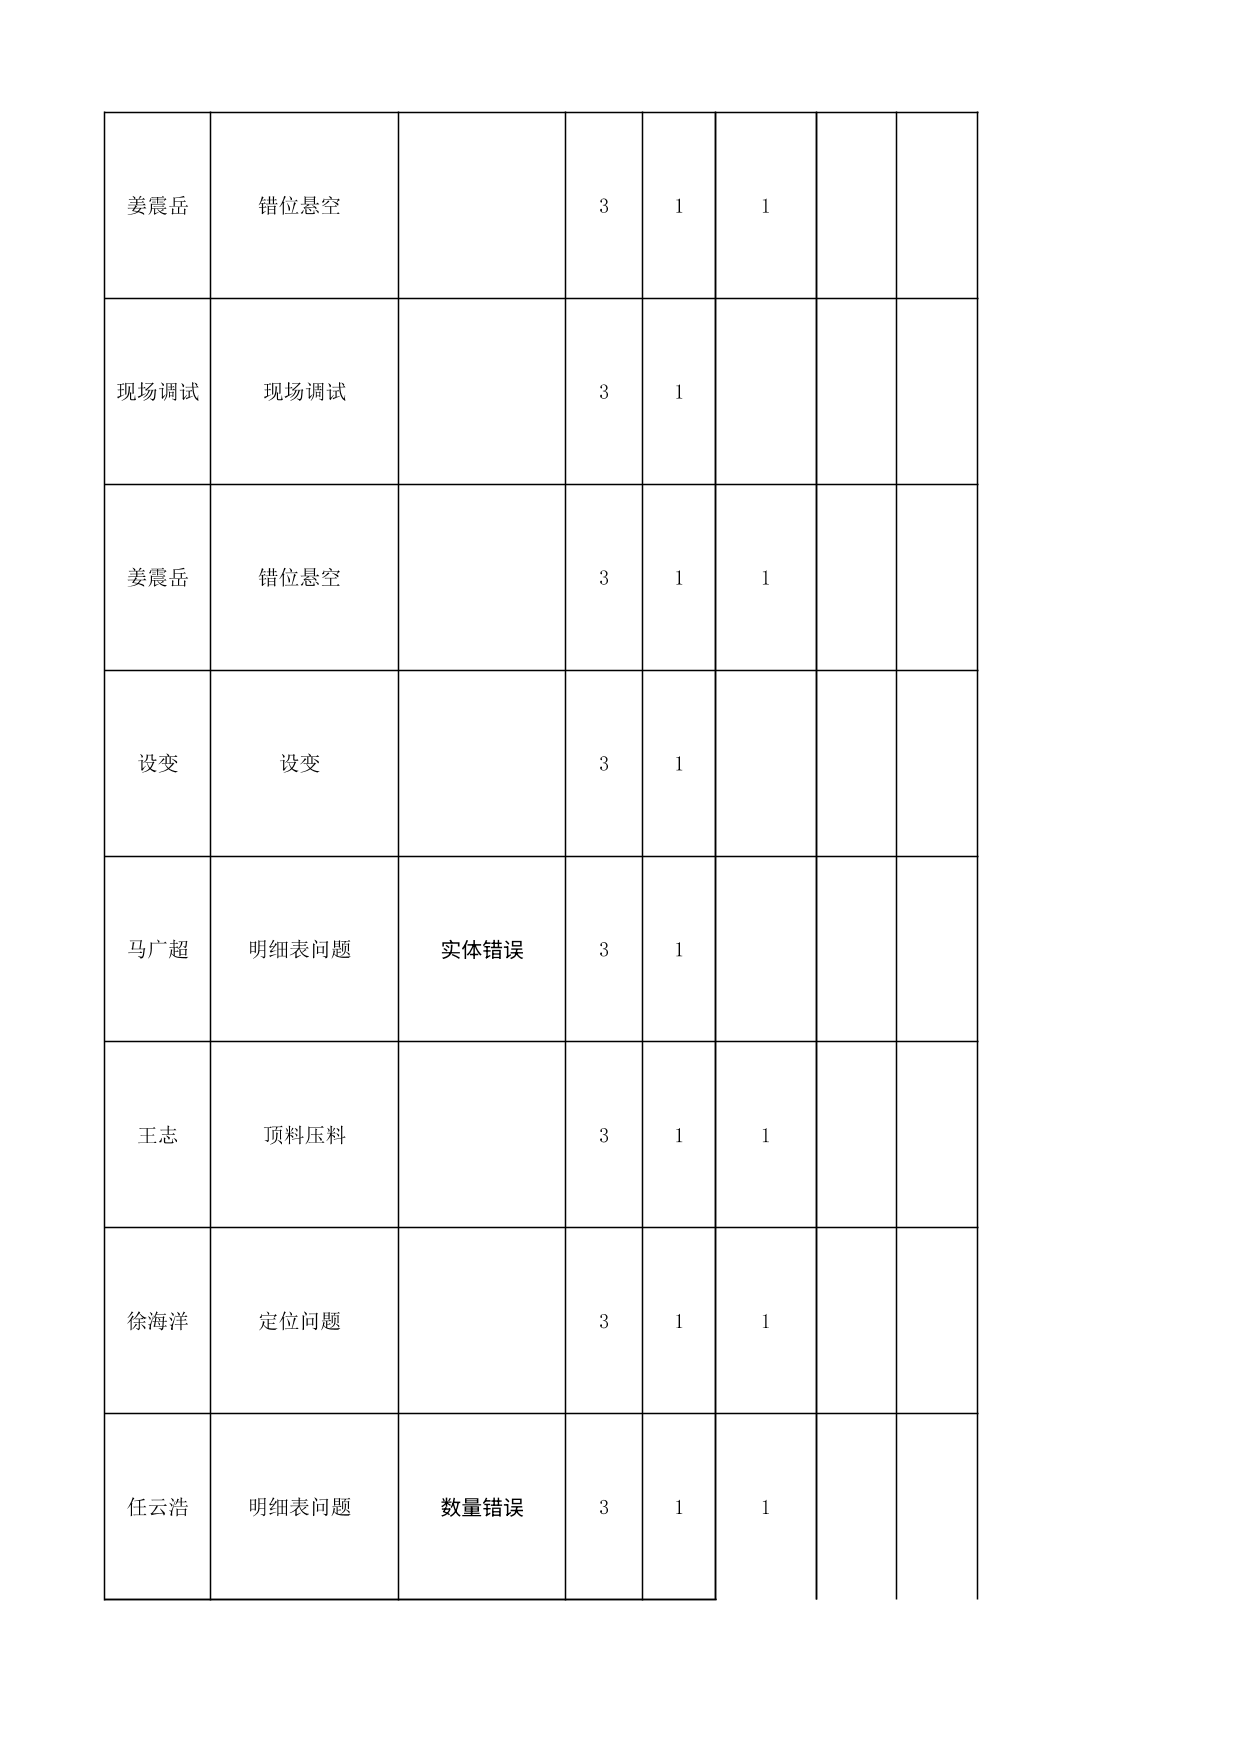 姜震岳 错位悬空 3 1 1
现场调试 现场调试 3 1
姜震岳 错位悬空 3 1 1
设变 设变 3 1
马广超 明细表问题 实体错误 3 1
王志 顶料压料 3 1 1
徐海洋 定位问题 3 1 1
任云浩 明细表问题 数量错误 3 1 1